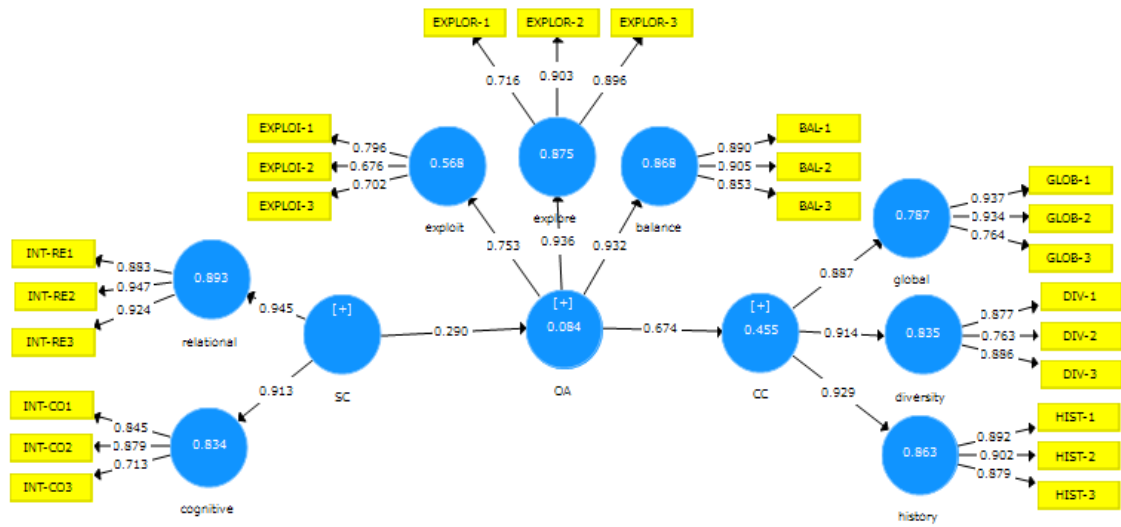 EXPLOR-1
EXPLOR-2
EXPLOR-3
0.716
0.903
0.896
EXPLOI-1
EXPLOI-2
EXPLOI-3
0.796
0.676
0.702
0.568
exploit
0.875
explore
0.868
balance
0.890
0.905
0.853
BAL-1
BAL-2
BAL-3
0.753
0.936
0.932
INT-RE1
INT-RE2
INT-RE3
0.883
0.947
0.924
0.893
relational
0.945
INT-CO1
INT-CO2
INT-CO3
0.845
0.879
0.713
0.834
cognitive
0.913
[+]
SC
0.290
[+]
0.084
OA
0.674
[+]
0.455
CC
0.887
0.914
0.929
0.787
global
0.937
0.934
0.764
GLOB-1
GLOB-2
GLOB-3
0.835
diversity
0.877
0.763
0.886
DIV-1
DIV-2
DIV-3
0.863
history
0.892
0.902
0.879
HIST-1
HIST-2
HIST-3